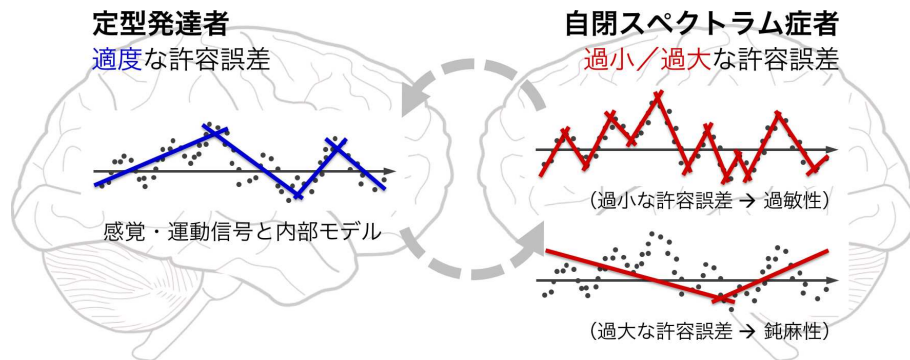 定型発達者
適度な許容誤差
感覚・運動信号と内部モデル
自閉スペクトラム症者
過小／過大な許容誤差
（過小な許容誤差 → 過敏性）
（過大な許容誤差 → 鈍麻性）